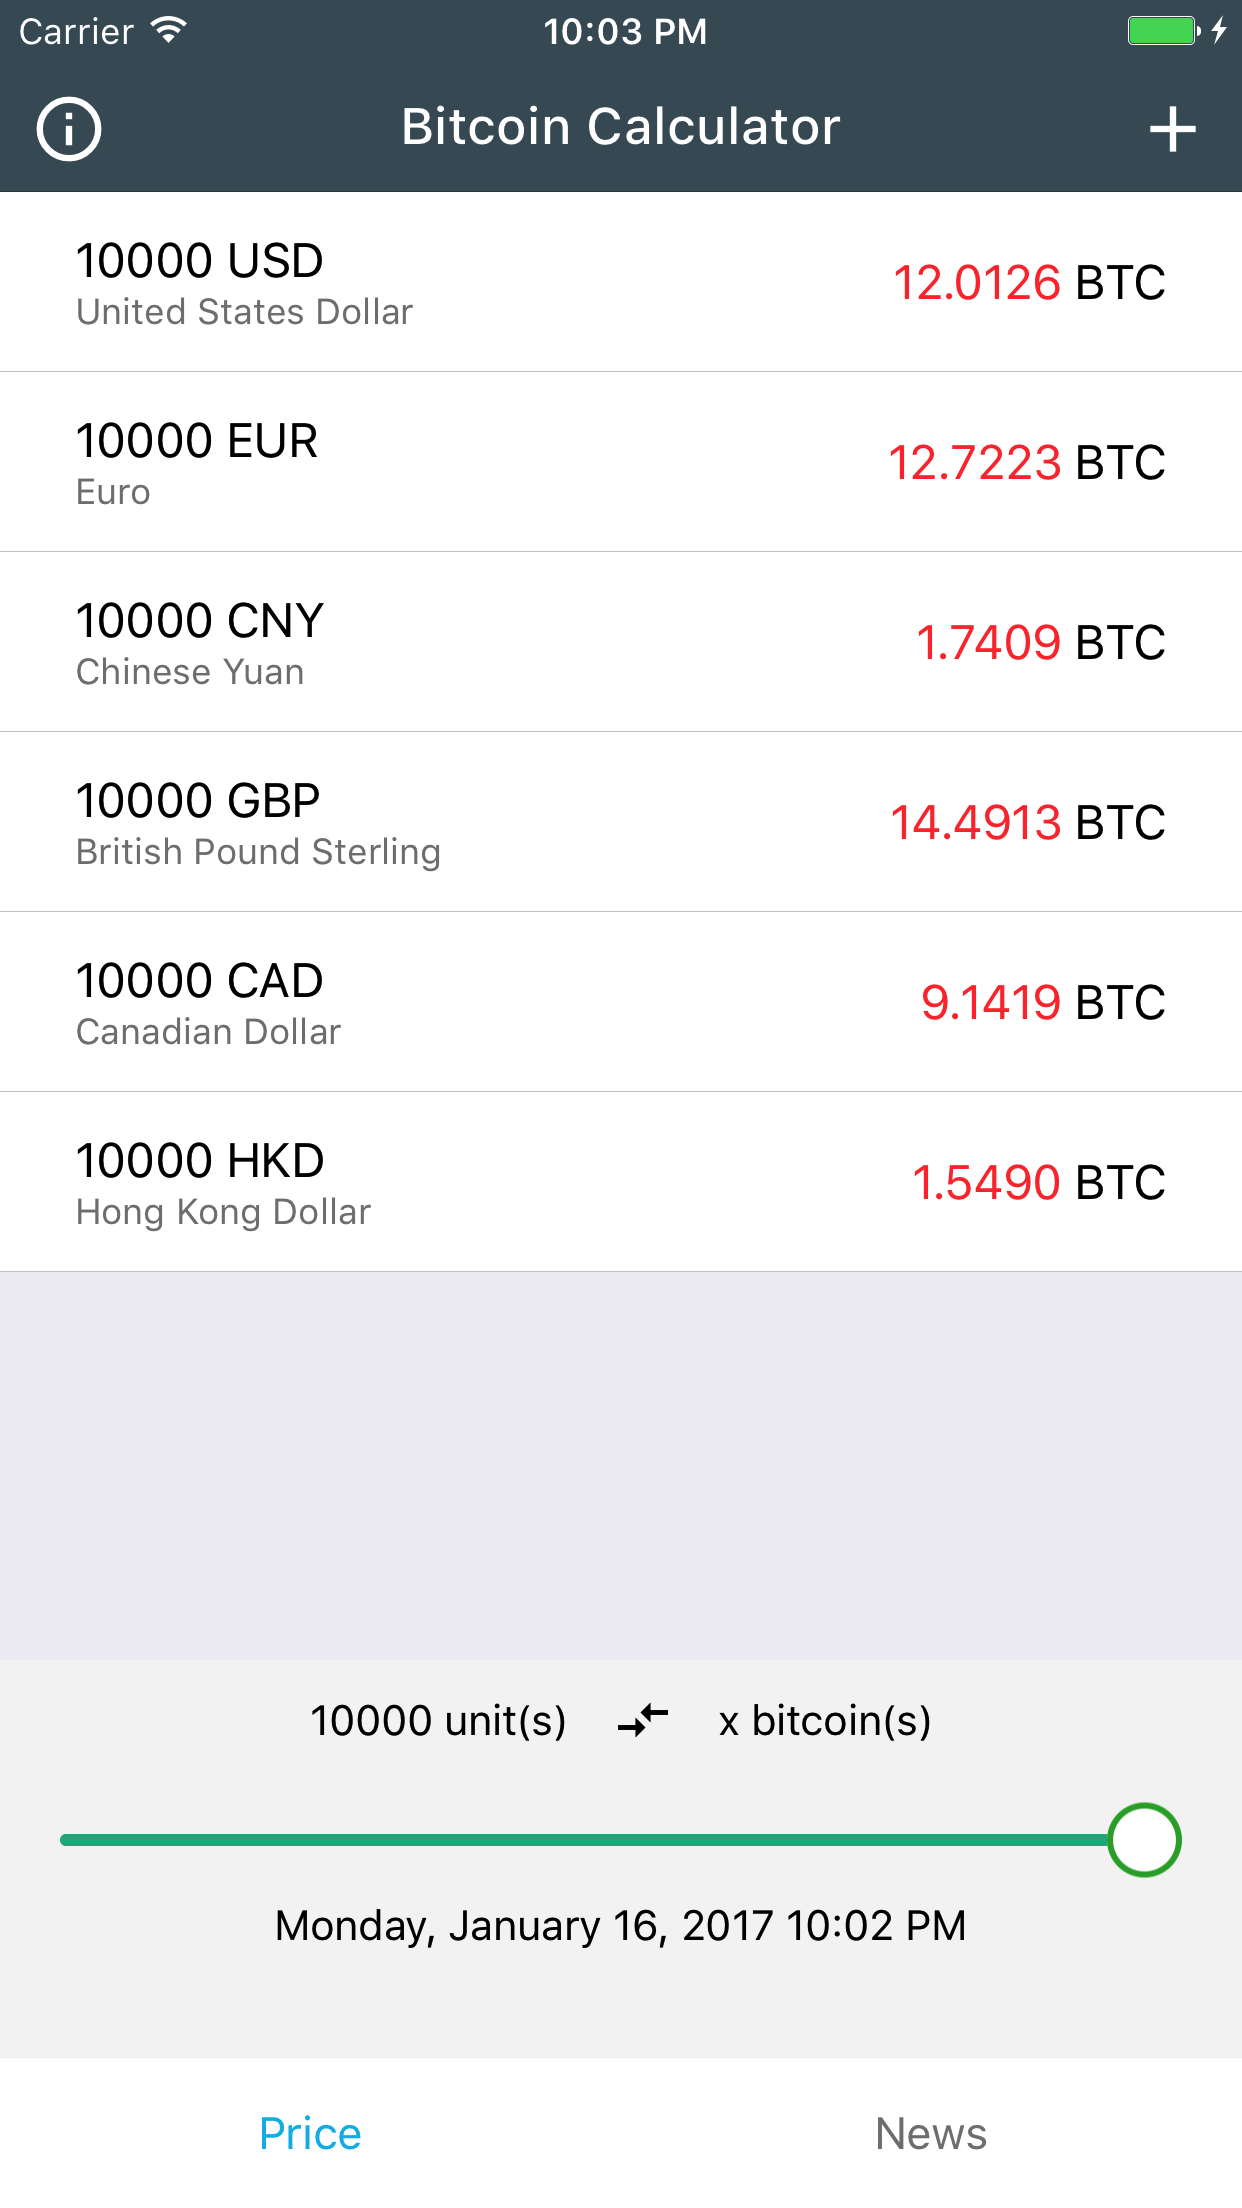 Carrier 10:03 PM
Bitcoin Calculator
10000 USD
United States Dollar
12.0126 BTC
10000 EUR
Euro
12.7223 BTC
10000 CNY
Chinese Yuan
1.7409 BTC
10000 GBP
British Pound Sterling
14.4913 BTC
10000 CAD
Canadian Dollar
9.1419 BTC
10000 HKD
Hong Kong Dollar
1.5490 BTC
10000 unit(s) x bitcoin(s)
Monday, January 16, 2017 10:02 PM
Price News